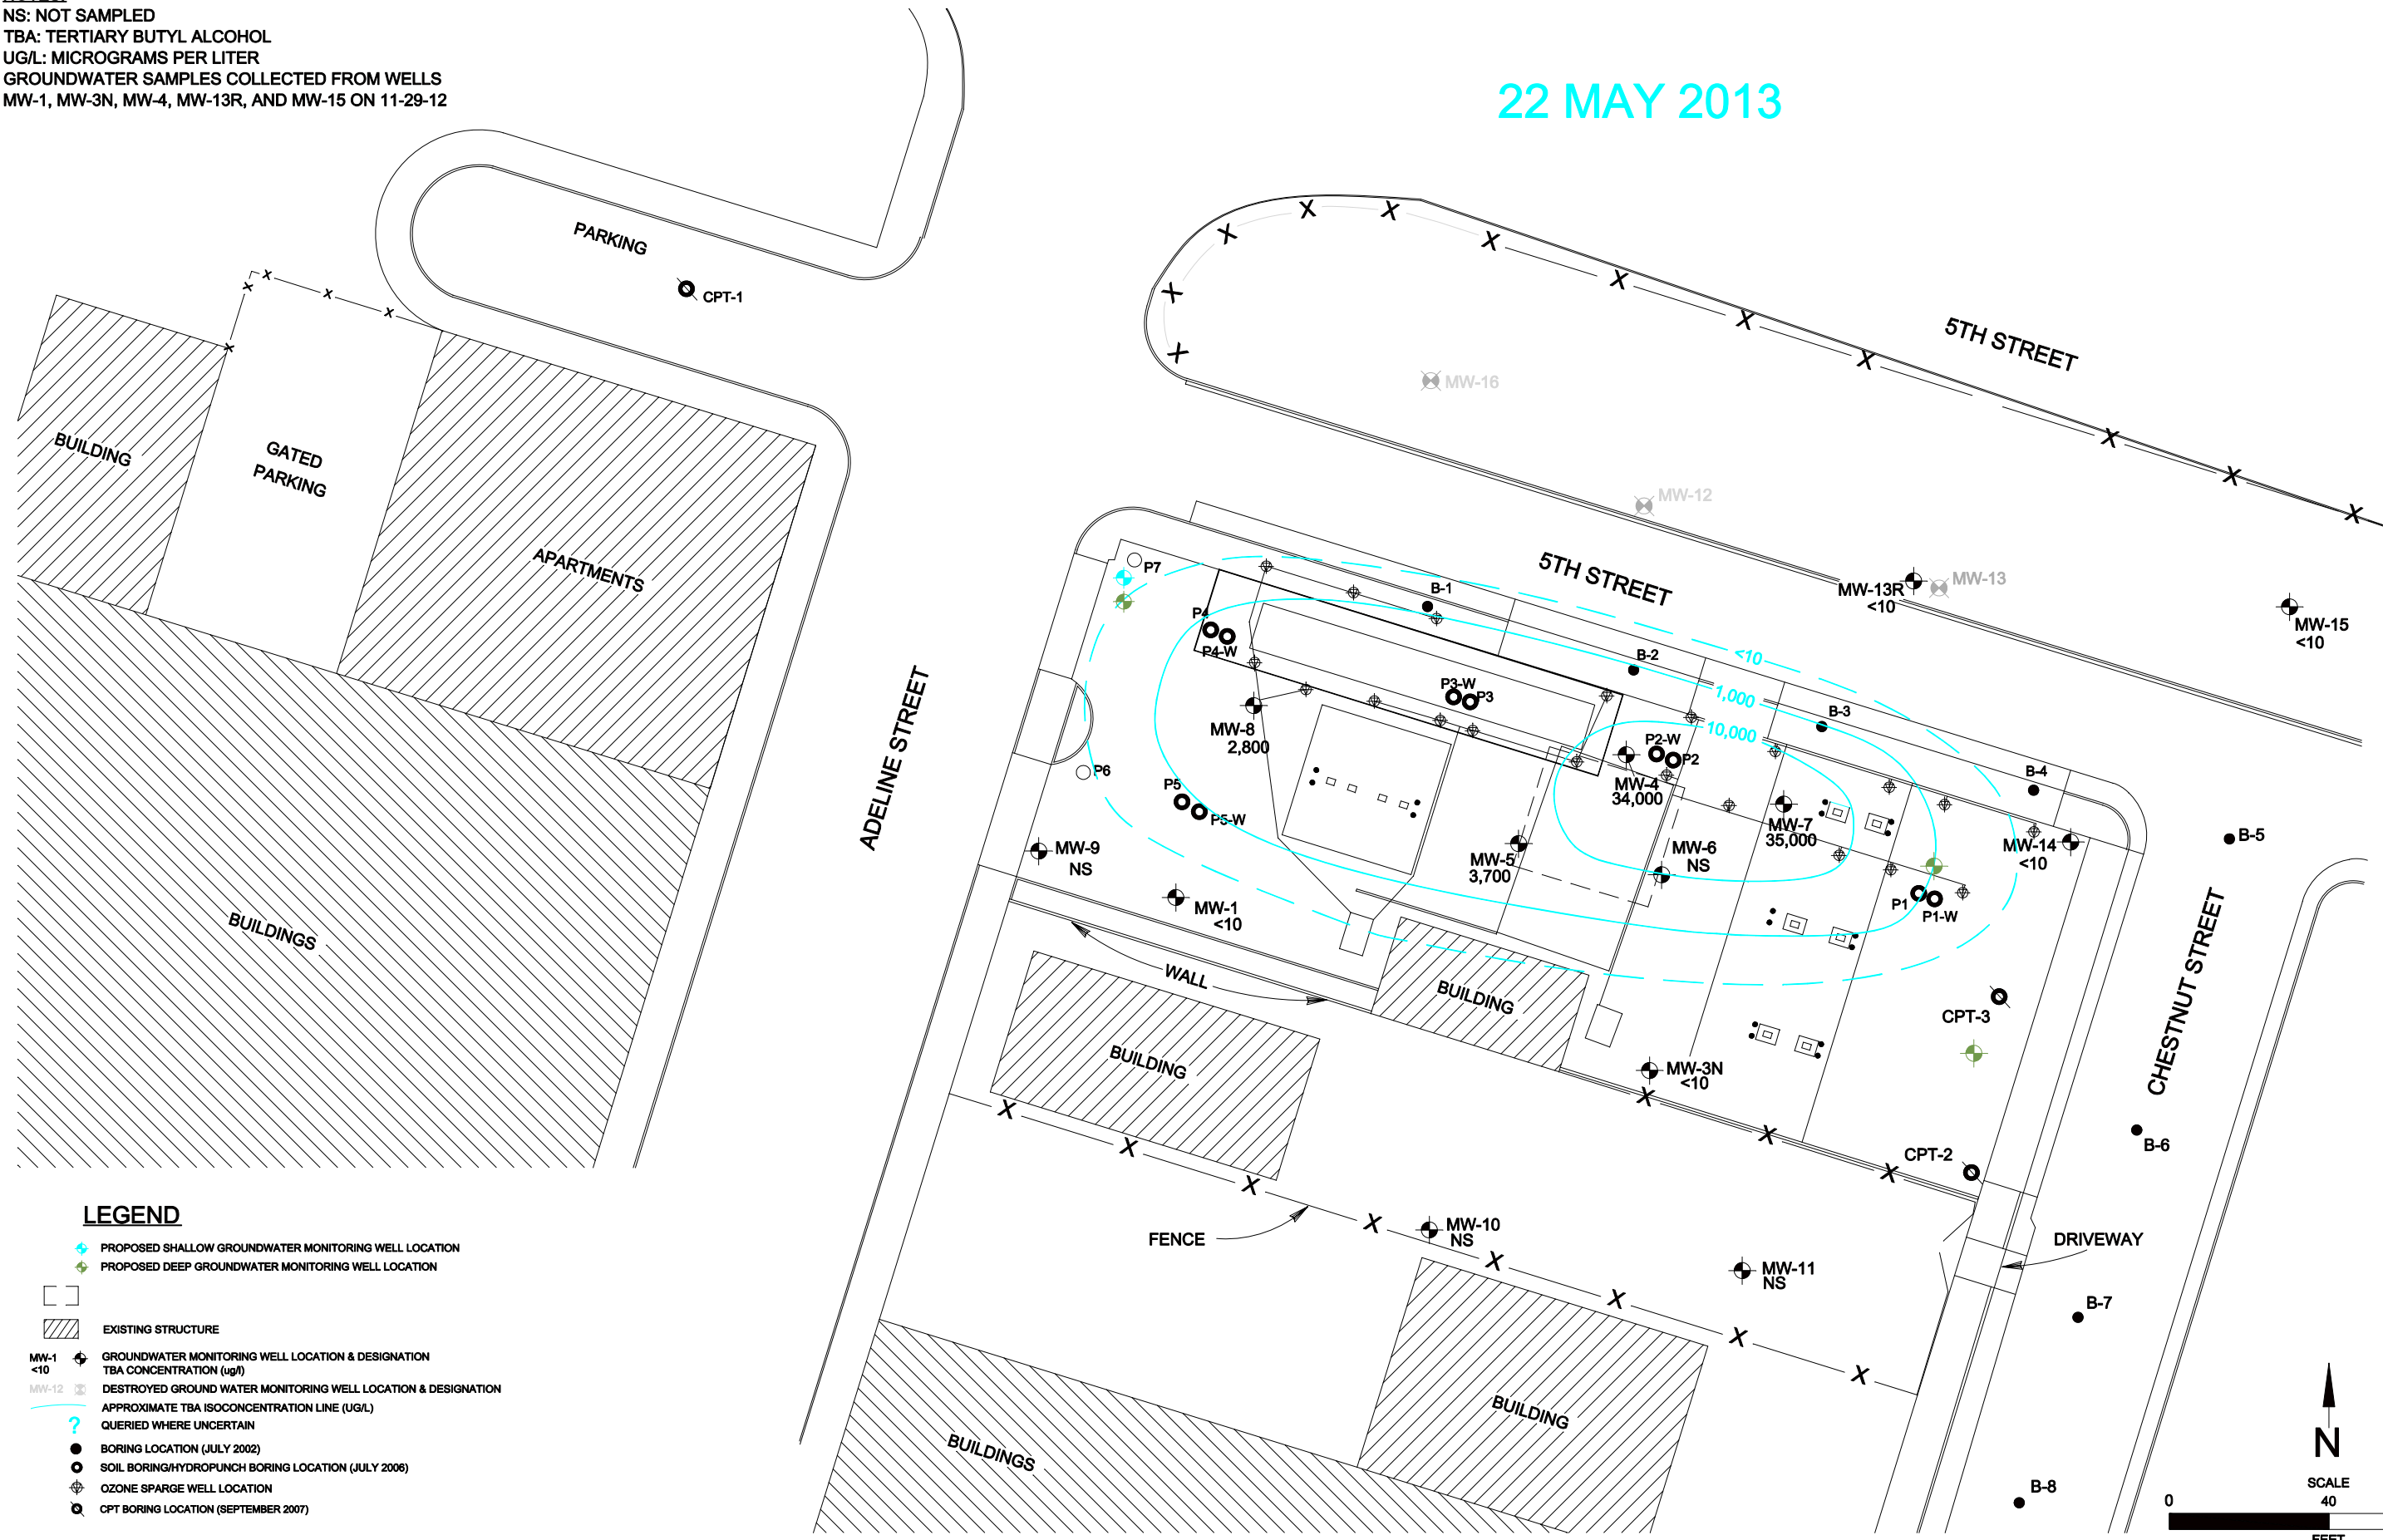 NS: NOT SAMPLED
TBA: TERTIARY BUTYL ALCOHOL
UG/L: MICROGRAMS PER LITER
GROUNDWATER SAMPLES COLLECTED FROM WELLS
MW-1, MW-3N, MW-4, MW-13R, AND MW-15 ON 11-29-12
22 MAY 2013
PARKING
CPT-1
5TH STREET
MW-16
BUILDING
GATED
PARKING
APARTMENTS
MW-12
5TH STREET
MW-13R
<10
MW-13
MW-15
<10
P7
B-1
P4
P4-W
B-2
<10
1,000
10,000
B-3
P3-W
P3
MW-8
2,800
P2-W
P2
MW-4
34,000
B-4
P6
P5
P5-W
ADELINE STREET
MW-7
35,000
MW-14
<10
B-5
MW-9
NS
MW-5
3,700
MW-6
NS
MW-1
<10
P1
P1-W
BUILDINGS
WALL
BUILDING
CPT-3
CHESTNUT STREET
BUILDING
MW-3N
<10
B-6
CPT-2
FENCE
MW-10
NS
MW-11
NS
DRIVEWAY
B-7
BUILDING
BUILDINGS
B-8
LEGEND
PROPOSED SHALLOW GROUNDWATER MONITORING WELL LOCATION
PROPOSED DEEP GROUNDWATER MONITORING WELL LOCATION
EXISTING STRUCTURE
MW-1
<10
GROUNDWATER MONITORING WELL LOCATION & DESIGNATION
TBA CONCENTRATION (ug/l)
MW-12
DESTROYED GROUND WATER MONITORING WELL LOCATION & DESIGNATION
APPROXIMATE TBA ISOCONCENTRATION LINE (UG/L)
? QUERIED WHERE UNCERTAIN
BORING LOCATION (JULY 2002)
SOIL BORING/HYDROPUNCH BORING LOCATION (JULY 2006)
OZONE SPARGE WELL LOCATION
CPT BORING LOCATION (SEPTEMBER 2007)
N
SCALE
0 40
FEET